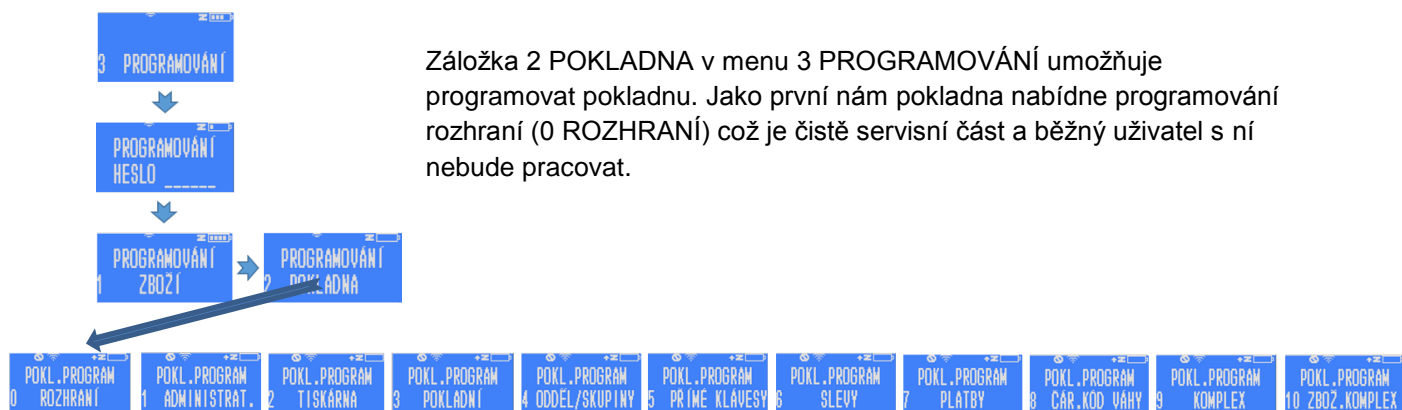 3 PROGRAMOVÁNÍ
Záložka 2 POKLADNA v menu 3 PROGRAMOVÁNÍ umožňuje
programovat pokladnu. Jako první nám pokladna nabídne programování
rozhraní (0 ROZHRANÍ) což je čistě servisní část a běžný uživatel s ní
nebude pracovat.
PROGRAMOVÁNÍ
HESLO ______
PROGRAMOVÁNÍ
1 ZBOŽÍ
PROGRAMOVÁNÍ
2 POKLADNA
POKL.PROGRAM
0 ROZHRANÍ
POKL.PROGRAM
1 ADMINISTRAT.
POKL.PROGRAM
2 TISKÁRNA
POKL.PROGRAM
3 POKLADNÍ
POKL.PROGRAM
4 ODDĚL/SKUPINY
POKL.PROGRAM
5 PŘÍMÉ KLÁVESY
POKL.PROGRAM
6 SLEVY
POKL.PROGRAM
7 PLATBY
POKL.PROGRAM
8 ČÁR.KÓD VÁHY
POKL.PROGRAM
9 KOMPLEX
POKL.PROGRAM
10 ZBOŽ.KOMPLEX